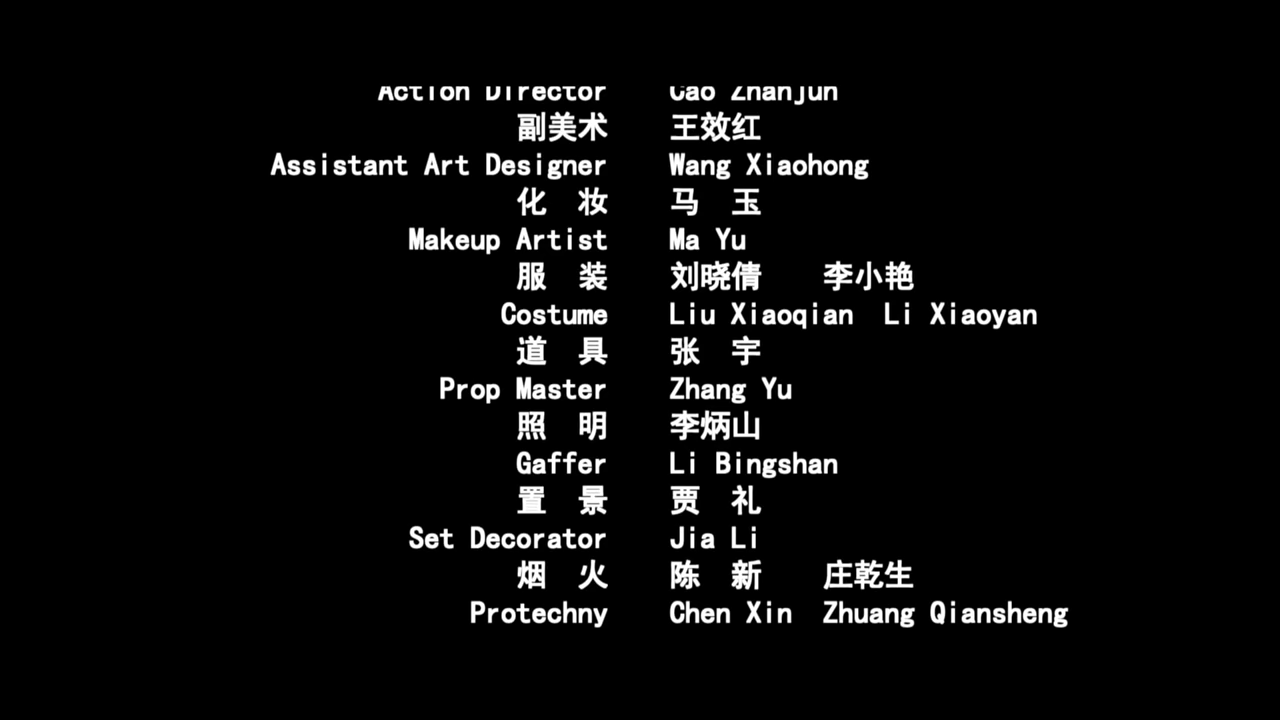 Action Director Cao Zhanjun
副美术 王效红
Assistant Art Designer Wang Xiaohong
化 妆 马 玉
Makeup Artist Ma Yu
服 装 刘晓倩 李小艳
Costume Liu Xiaoqian Li Xiaoyan
道 具 张 宇
Prop Master Zhang Yu
照 明 李炳山
Gaffer Li Bingshan
置 景 贾 礼
Set Decorator Jia Li
烟 火 陈 新 庄乾生
Protechny Chen Xin Zhuang Qiansheng